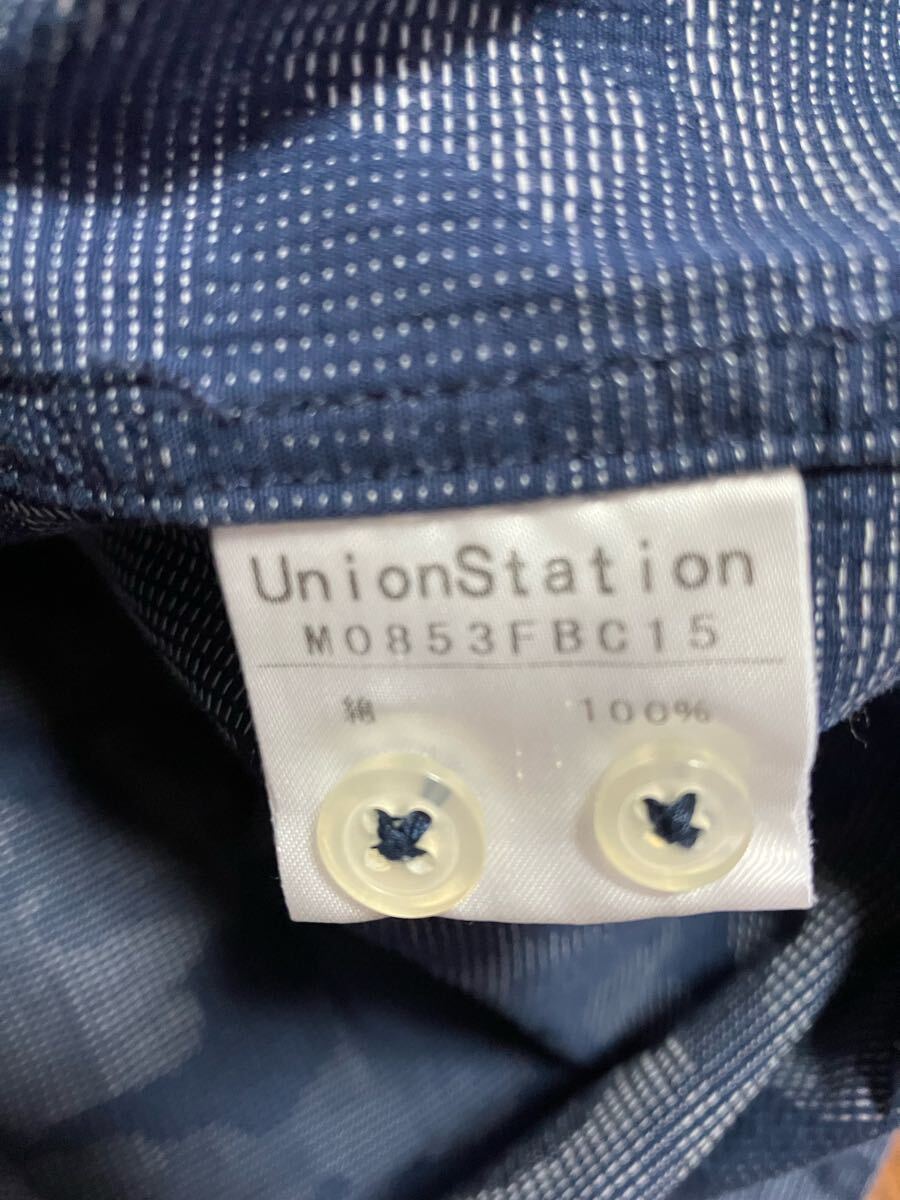 UnionStation
M0853FBC15
綿 100%